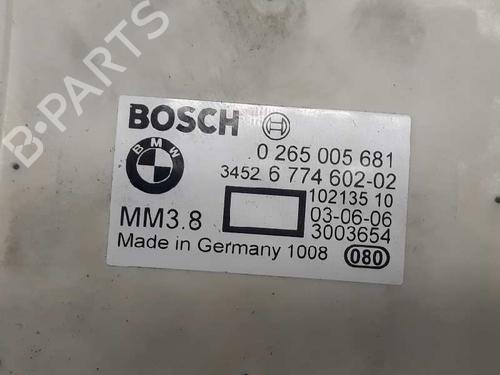 BOSCH
BMW
0 265 005 681
3452 6 774 602-02
102135 10
MM3.8
03-06-06
3003654
Made in Germany 1008
080
B-PARTS